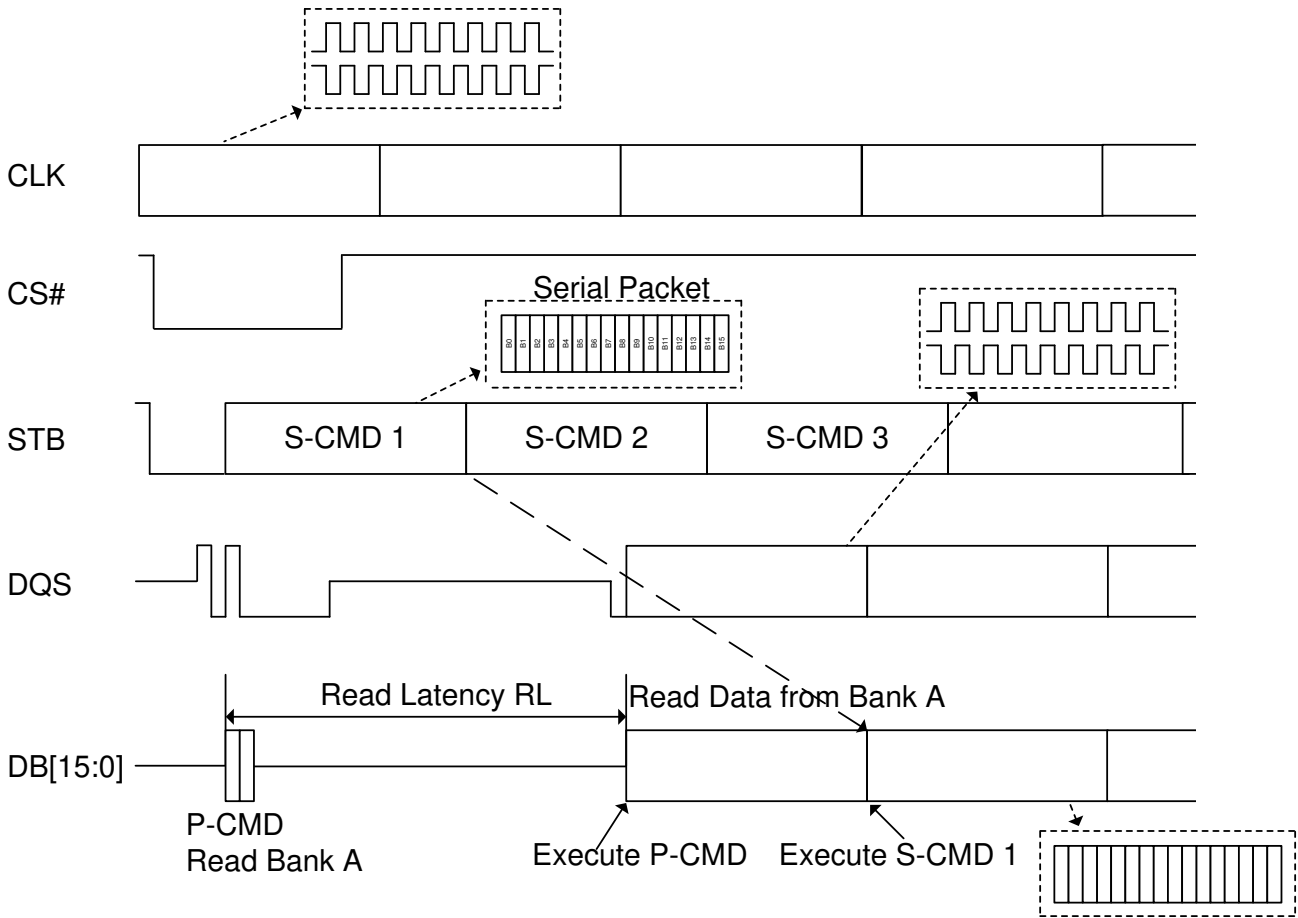 CLK
CS#
Serial Packet
B0 B1 B2 B3 B4 B5 B6 B7 B8 B9 B10 B11 B12 B13 B14 B15
STB
S-CMD 1
S-CMD 2
S-CMD 3
DQS
Read Latency RL
Read Data from Bank A
DB[15:0]
P-CMD
Read Bank A
Execute P-CMD
Execute S-CMD 1